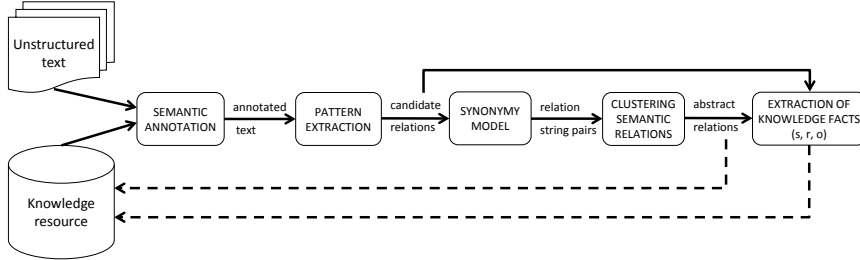 Unstructured
text
SEMANTIC
ANNOTATION
annotated
text
PATTERN
EXTRACTION
candidate
relations
SYNONYMY
MODEL
relation
string pairs
CLUSTERING
SEMANTIC
RELATIONS
abstract
relations
EXTRACTION OF
KNOWLEDGE FACTS
(s, r, o)
Knowledge
resource